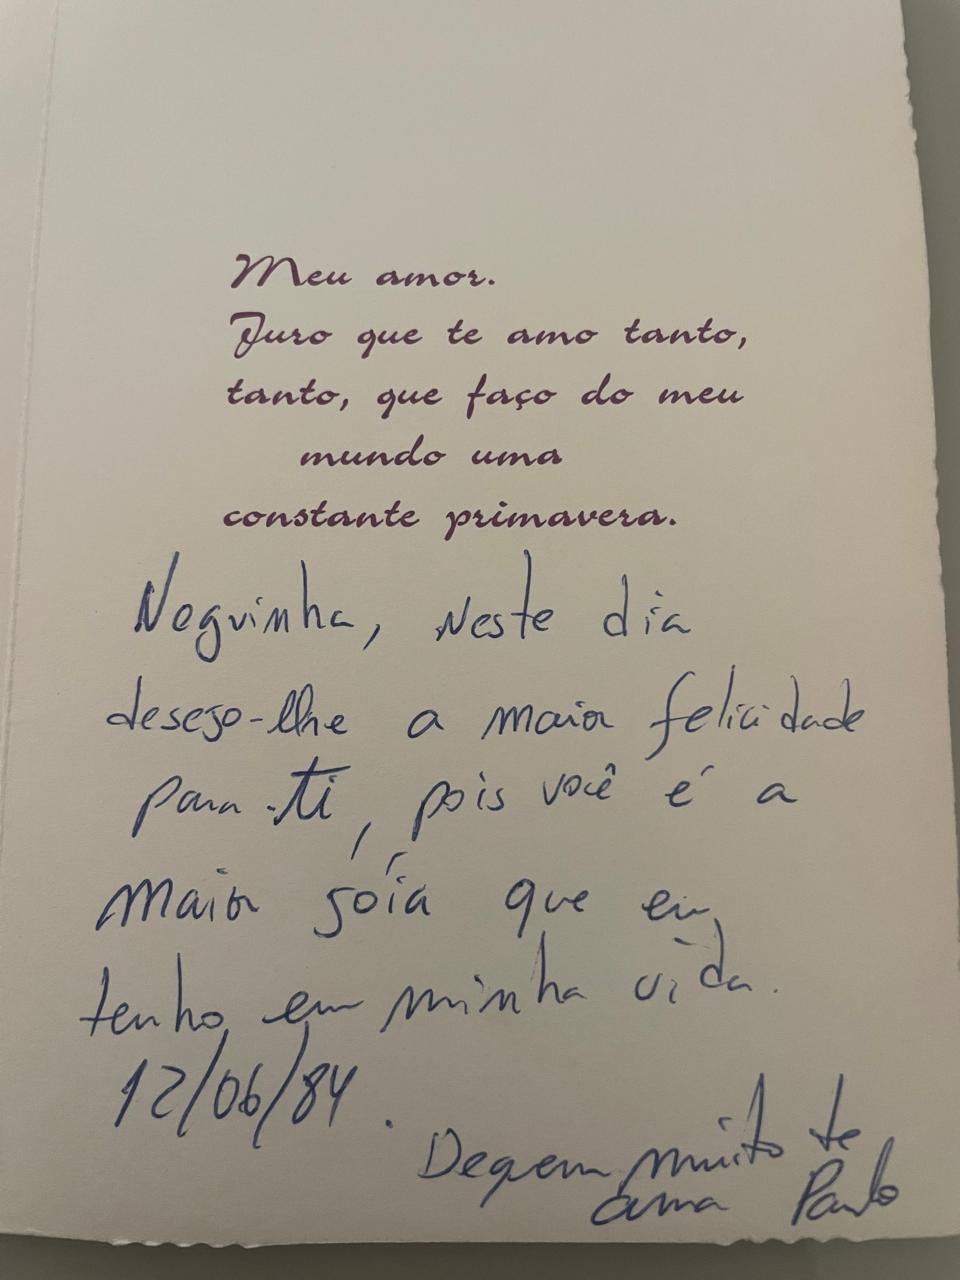 Meu amor.
Juro que te amo tanto,
tanto, que faço do meu
mundo uma
constante primavera.
Neguinha, neste dia
desejo-lhe a maior felicidade
para ti, pois você é a
maior jóia que eu
tenho em minha vida.
12/06/84.
Dequem muito te
ama Paulo